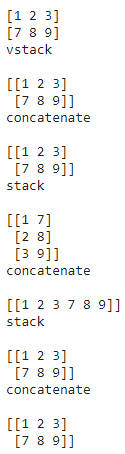 [1 2 3]
[7 8 9]
vstack
[[1 2 3]
[7 8 9]]
concatenate
[[1 2 3]
[7 8 9]]
stack
[[1 7]
[2 8]
[3 9]]
concatenate
[[1 2 3 7 8 9]]
stack
[[1 2 3]
[7 8 9]]
concatenate
[[1 2 3]
[7 8 9]]